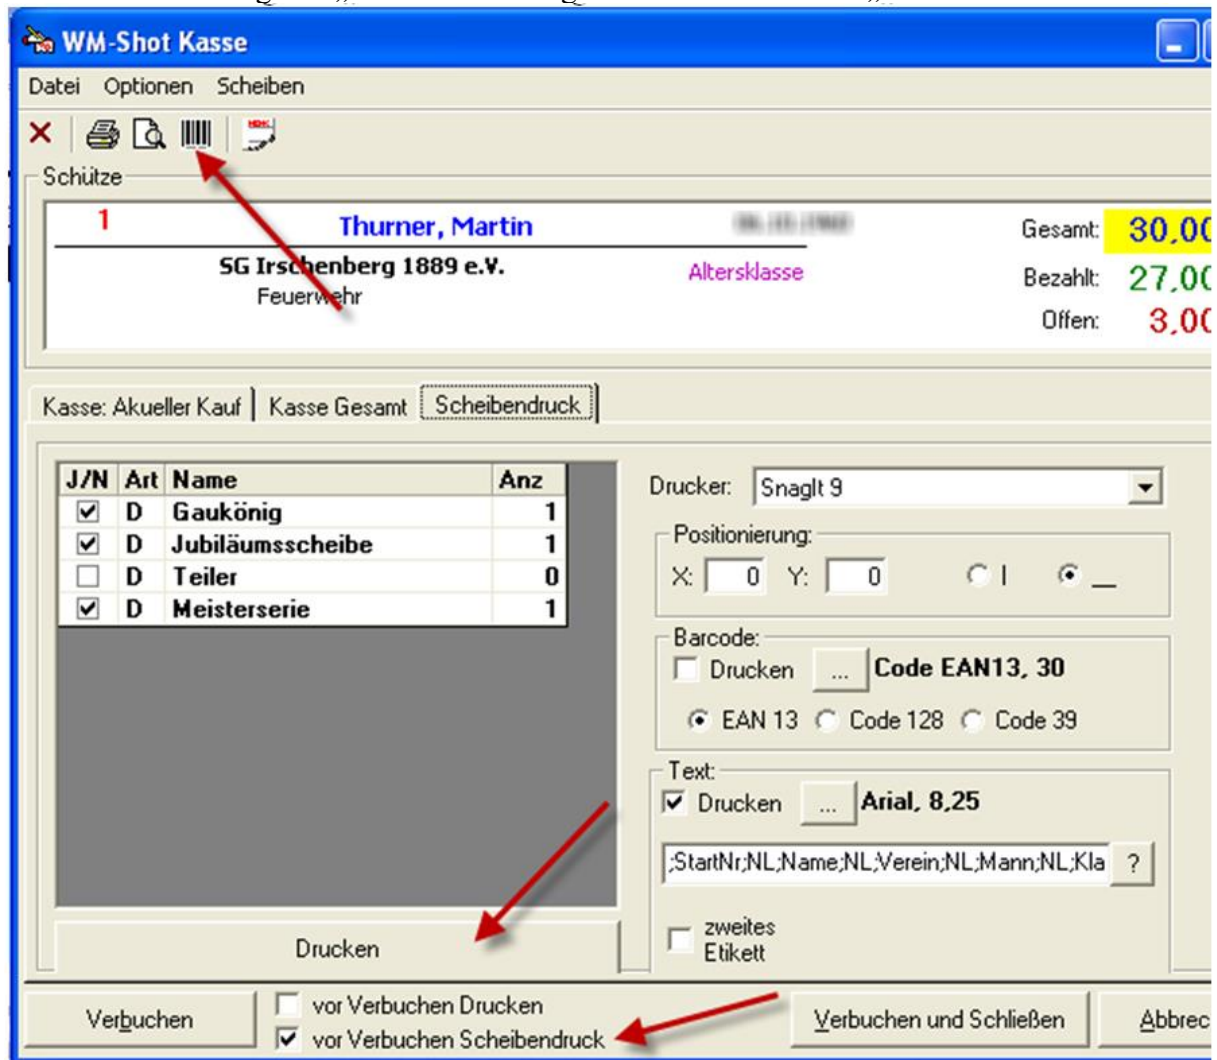 WM-Shot Kasse
Datei Optionen Scheiben
Schütze
1 Thurner, Martin
Gesamt: 30,00
SG Irschenberg 1889 e.V. Altersklasse
Bezahlt: 27,00
Feuerwehr
Offen: 3,00
Kasse: Akueller Kauf Kasse Gesamt Scheibendruck
J/N Art Name Anz
D Gaukönig 1
D Jubiläumsscheibe 1
D Teiler 0
D Meisterserie 1
Drucken
Drucker: SnagIt 9
Positionierung:
X: 0 Y: 0 | __
Barcode:
Drucken ... Code EAN13, 30
EAN 13 Code 128 Code 39
Text:
Drucken ... Arial, 8,25
;StartNr;NL;Name;NL;Verein;NL;Mann;NL;Kla ?
zweites
Etikett
Verbuchen
vor Verbuchen Drucken
vor Verbuchen Scheibendruck
Verbuchen und Schließen
Abbrec